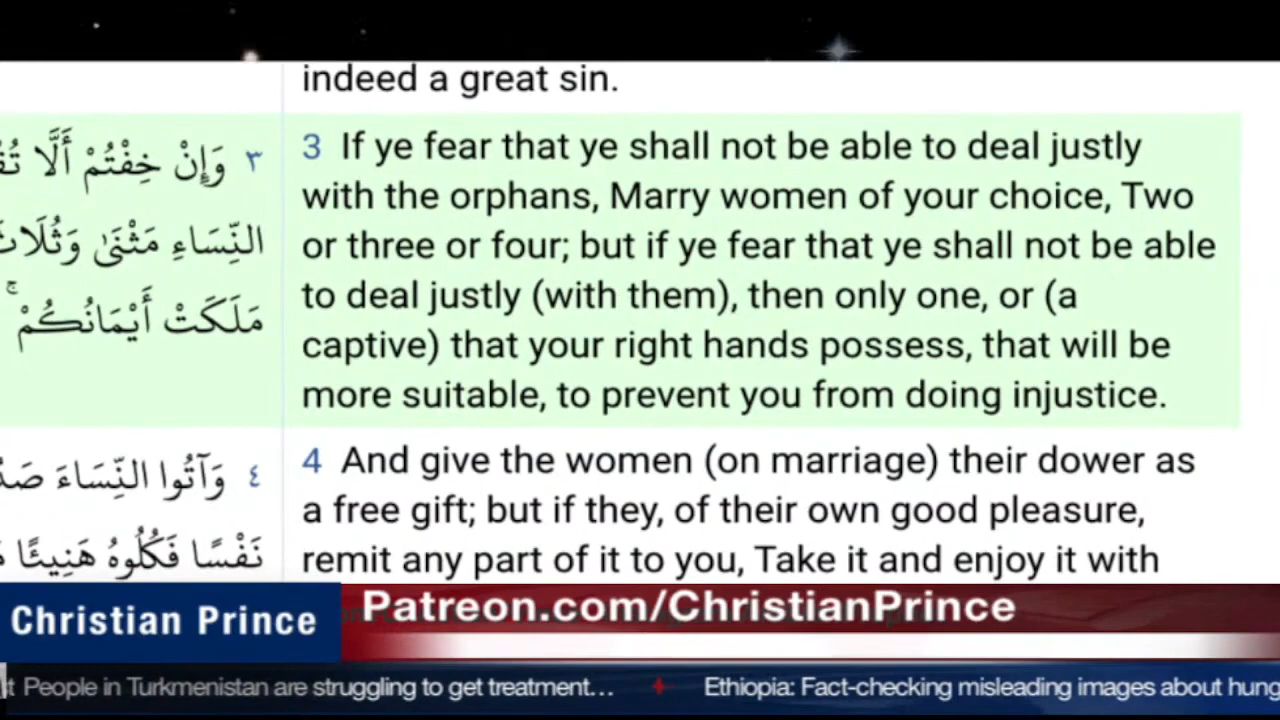 indeed a great sin.
٣ وَإِنْ خِفْتُمْ أَلَّا
النِّسَاءِ مَثْنَىٰ وَثُلَاثَ
مَلَكَتْ أَيْمَانُكُمْ ۚ
3 If ye fear that ye shall not be able to deal justly
with the orphans, Marry women of your choice, Two
or three or four; but if ye fear that ye shall not be able
to deal justly (with them), then only one, or (a
captive) that your right hands possess, that will be
more suitable, to prevent you from doing injustice.
٤ وَآتُوا النِّسَاءَ
نَفْسًا فَكُلُوهُ هَنِيئًا
4 And give the women (on marriage) their dower as
a free gift; but if they, of their own good pleasure,
remit any part of it to you, Take it and enjoy it with
Christian Prince
Patreon.com/ChristianPrince
People in Turkmenistan are struggling to get treatment... Ethiopia: Fact-checking misleading images about hung